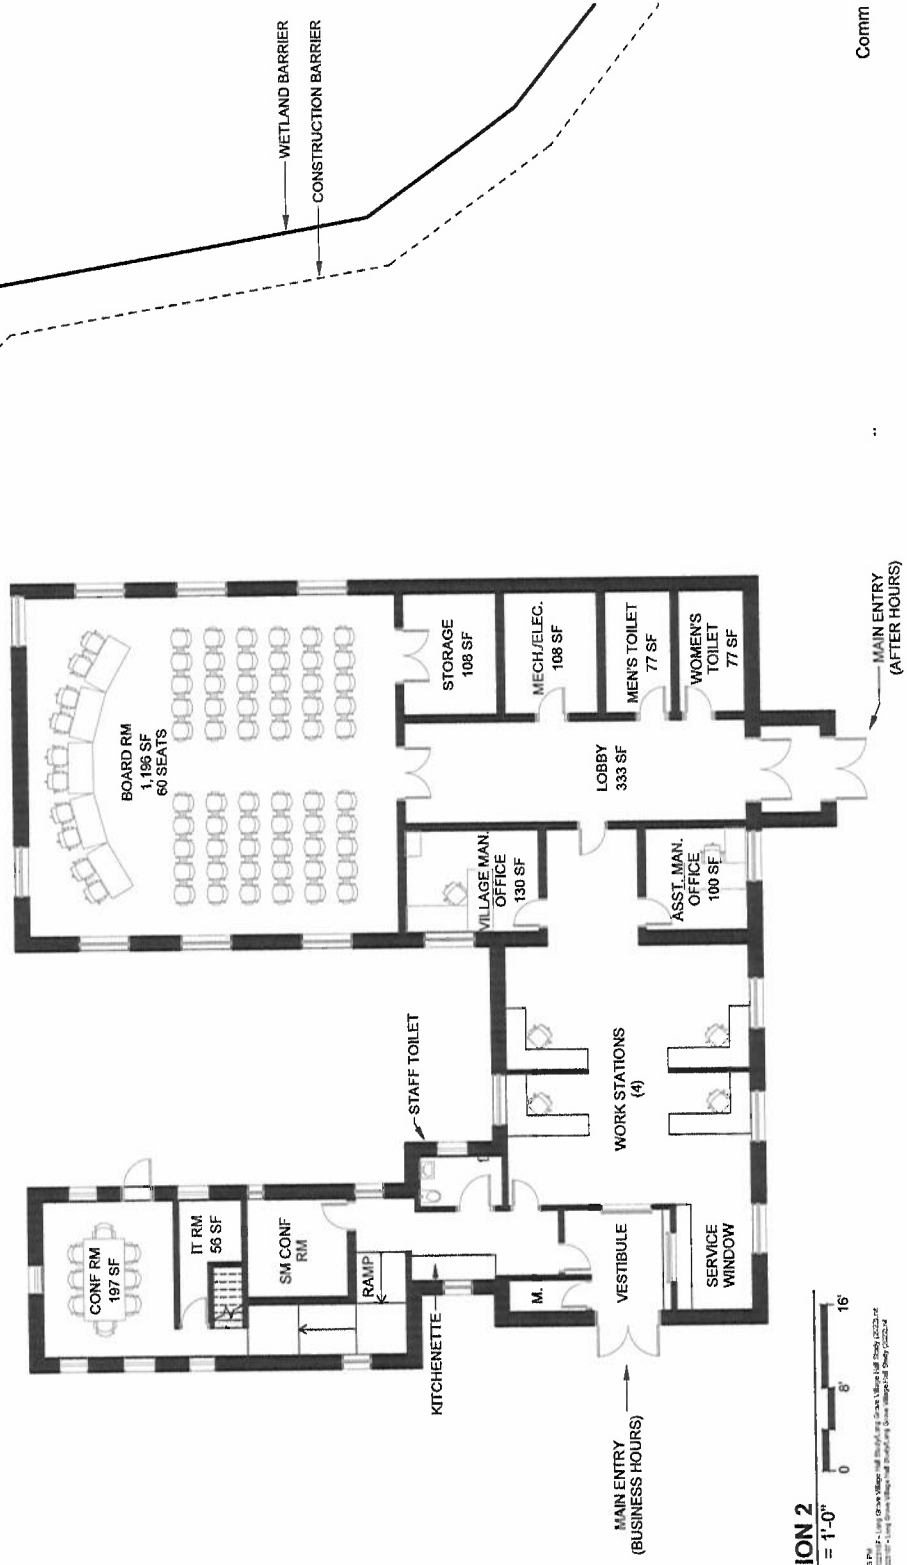 WETLAND BARRIER
CONSTRUCTION BARRIER
Comm
BOARD RM
1,196 SF
60 SEATS
STORAGE
108 SF
MECH./ELEC.
108 SF
MEN'S TOILET
77 SF
WOMEN'S
TOILET
77 SF
LOBBY
333 SF
MAIN ENTRY
(AFTER HOURS)
VILLAGE MAN.
OFFICE
130 SF
ASST. MAN.
OFFICE
100 SF
STAFF TOILET
WORK STATIONS
(4)
CONF RM
197 SF
IT RM
56 SF
SM CONF
RM
RAMP
KITCHENETTE
M.
VESTIBULE
SERVICE
WINDOW
MAIN ENTRY
(BUSINESS HOURS)
ION 2
= 1'-0"
0 8' 16'